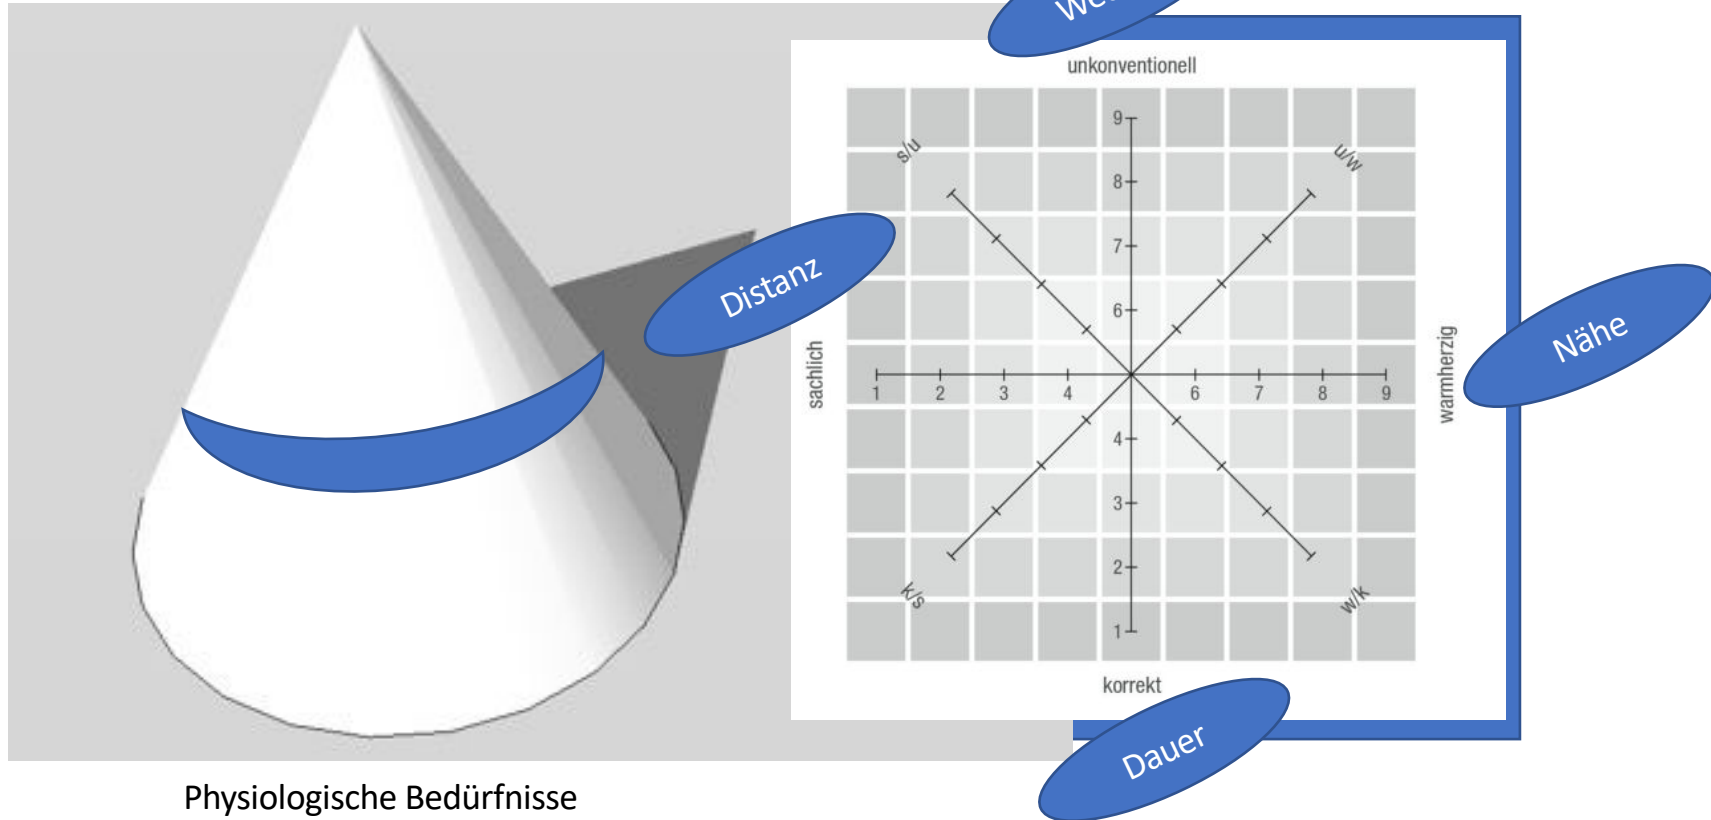 unkonventionell
s/u
u/w
9
8
7
6
Distanz
Nähe
sachlich
warmherzig
1 2 3 4 6 7 8 9
4
3
2
1
k/s
w/k
korrekt
Dauer
Physiologische Bedürfnisse